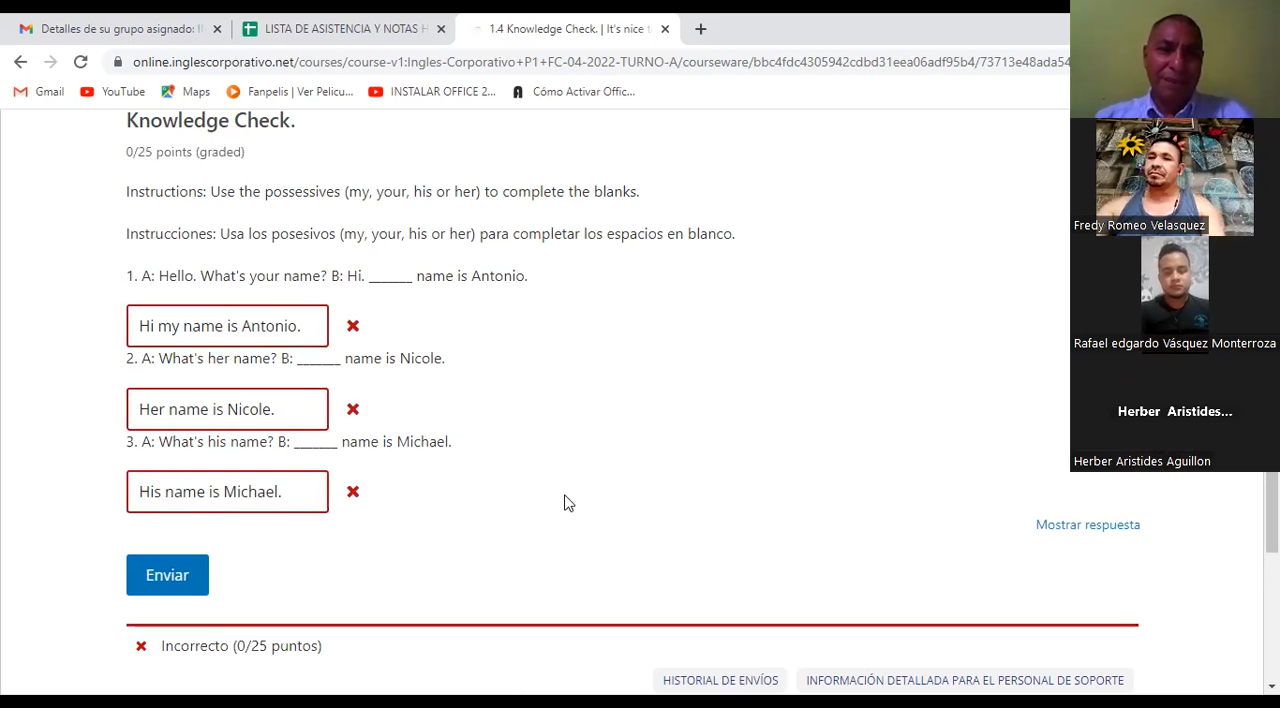 Detalles de su grupo asignado: I
LISTA DE ASISTENCIA Y NOTAS H
1.4 Knowledge Check. | It's nice t
online.inglescorporativo.net/courses/course-v1:Ingles-Corporativo+P1+FC-04-2022-TURNO-A/courseware/bbc4fdc4305942cdbd31eea06adf95b4/73713e48ada54
Gmail
YouTube
Maps
Fanpelis | Ver Pelicu...
INSTALAR OFFICE 2...
Cómo Activar Offic...
Knowledge Check.
0/25 points (graded)
Instructions: Use the possessives (my, your, his or her) to complete the blanks.
Instrucciones: Usa los posesivos (my, your, his or her) para completar los espacios en blanco.
1. A: Hello. What's your name? B: Hi. ______ name is Antonio.
Hi my name is Antonio.
2. A: What's her name? B: ______ name is Nicole.
Her name is Nicole.
3. A: What's his name? B: ______ name is Michael.
His name is Michael.
Mostrar respuesta
Enviar
Incorrecto (0/25 puntos)
HISTORIAL DE ENVÍOS
INFORMACIÓN DETALLADA PARA EL PERSONAL DE SOPORTE
Fredy Romeo Velasquez
Rafael edgardo Vásquez Monterroza
Herber Aristides...
Herber Aristides Aguillon